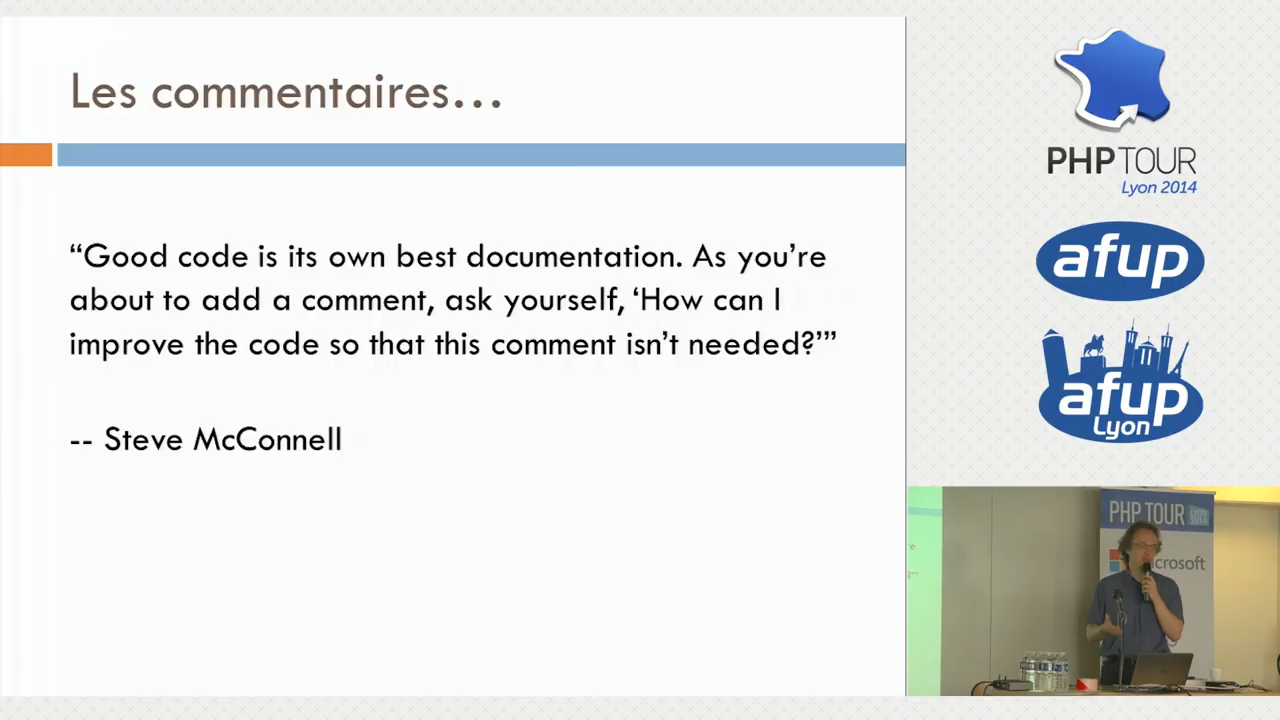 Les commentaires…
“Good code is its own best documentation. As you’re
about to add a comment, ask yourself, ‘How can I
improve the code so that this comment isn’t needed?’”
-- Steve McConnell
PHP TOUR
Lyon 2014
afup
afup
Lyon
PHP TOUR
crosoft